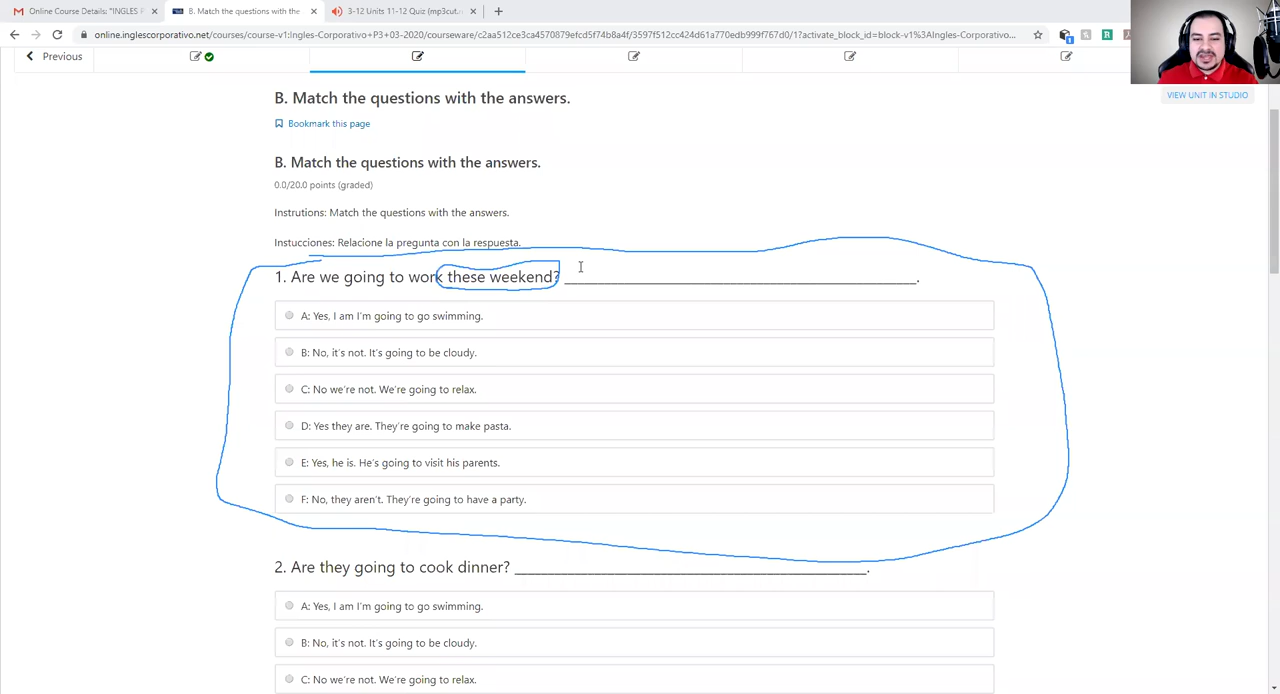 Online Course Details: "INGLES P
B. Match the questions with the
3-12 Units 11-12 Quiz (mp3cut.
online.inglescorporativo.net/courses/course-v1:Ingles-Corporativo+P3+03-2020/courseware/c2aa512ce3ca4570879efcd5f74b8a4f/3597f512cc424d61a770edb999f767d0/1?activate_block_id=block-v1%3AIngles-Corporativo...
Previous
VIEW UNIT IN STUDIO
B. Match the questions with the answers.
Bookmark this page
B. Match the questions with the answers.
0.0/20.0 points (graded)
Instrutions: Match the questions with the answers.
Instucciones: Relacione la pregunta con la respuesta.
1. Are we going to work these weekend? ____________________________________________.
A: Yes, I am I'm going to go swimming.
B: No, it's not. It's going to be cloudy.
C: No we're not. We're going to relax.
D: Yes they are. They're going to make pasta.
E: Yes, he is. He's going to visit his parents.
F: No, they aren't. They're going to have a party.
2. Are they going to cook dinner? ____________________________________________.
A: Yes, I am I'm going to go swimming.
B: No, it's not. It's going to be cloudy.
C: No we're not. We're going to relax.